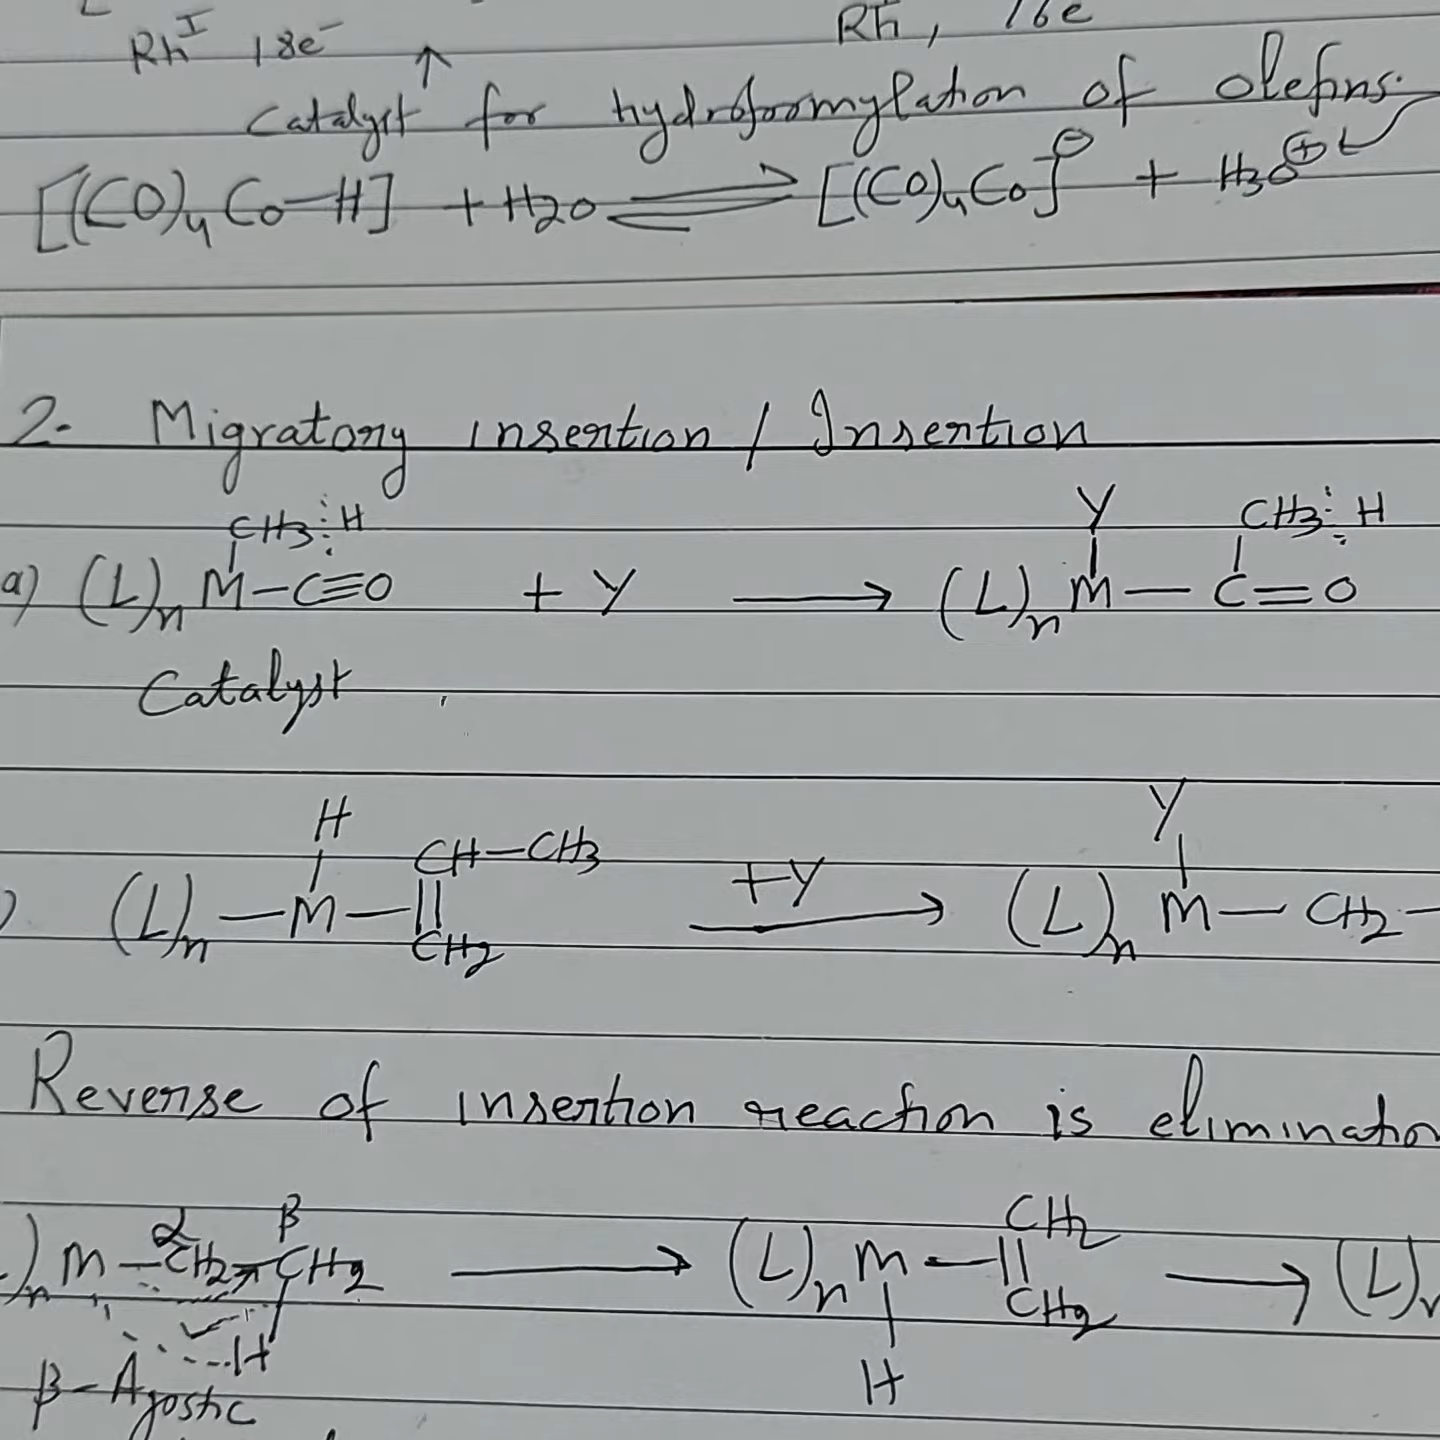 Rh^I 18e^-
Rh, 16e
Catalyst for hydroformylation of olefins.
[(CO)₄Co-H] + H₂O ⇌ [(CO)₄Co]^⊖ + H₃O^⊕
2. Migratory insertion / Insertion
CH₃ H Y CH₃ H
a) (L)ₙ M-C≡O + Y → (L)ₙ M-C=O
Catalyst
H Y
CH-CH₃ +Y
) (L)ₙ-M-|| → (L)ₙ M-CH₂-
CH₂
Reverse of insertion reaction is elimination
α β CH₂
)ₙ M-CH₂-CH₂ → (L)ₙ M-|| → (L)
H CH₂
H
β-Agostic